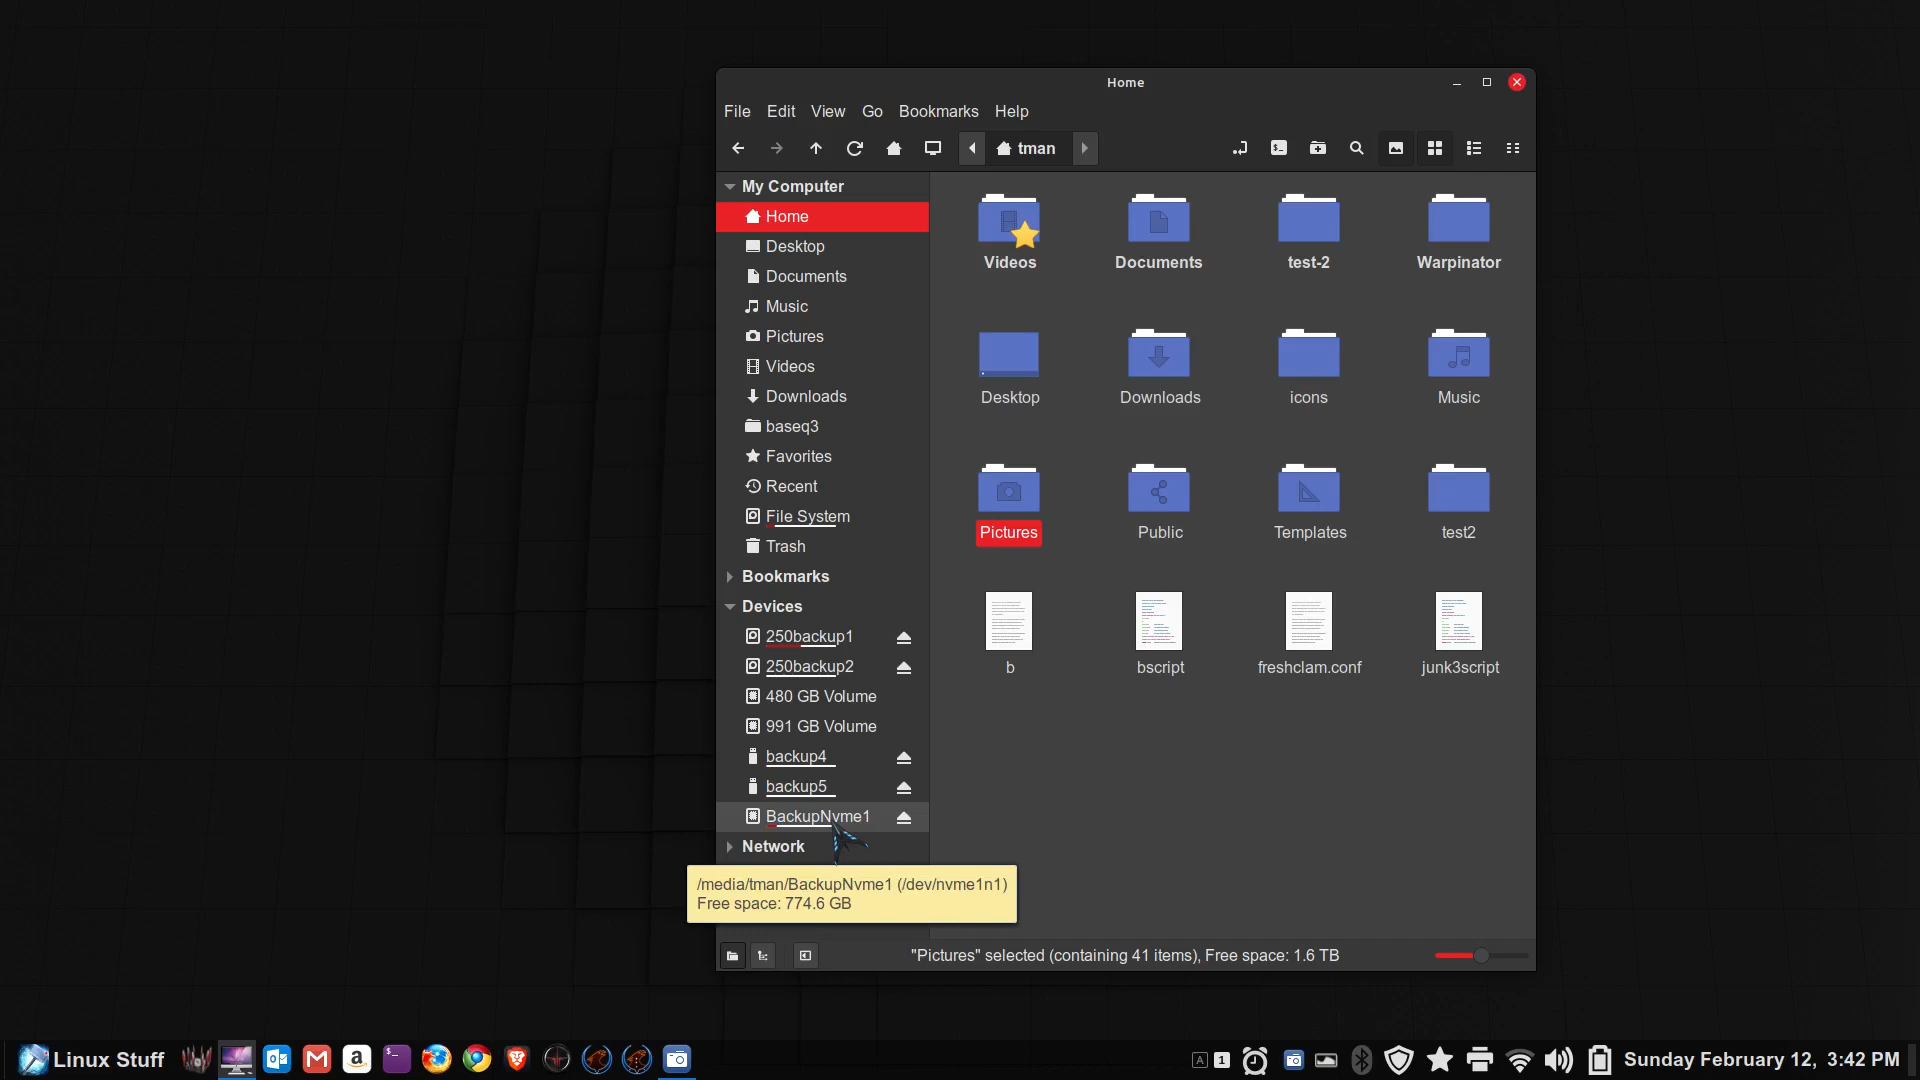 Home
File Edit View Go Bookmarks Help
tman
My Computer
Home
Desktop
Documents
Music
Pictures
Videos
Downloads
baseq3
Favorites
Recent
File System
Trash
Bookmarks
Devices
250backup1
250backup2
480 GB Volume
991 GB Volume
backup4
backup5
BackupNvme1
Network
Videos Documents test-2 Warpinator
Desktop Downloads icons Music
Pictures Public Templates test2
b bscript freshclam.conf junk3script
/media/tman/BackupNvme1 (/dev/nvme1n1)
Free space: 774.6 GB
"Pictures" selected (containing 41 items), Free space: 1.6 TB
Linux Stuff
A 1
Sunday February 12, 3:42 PM